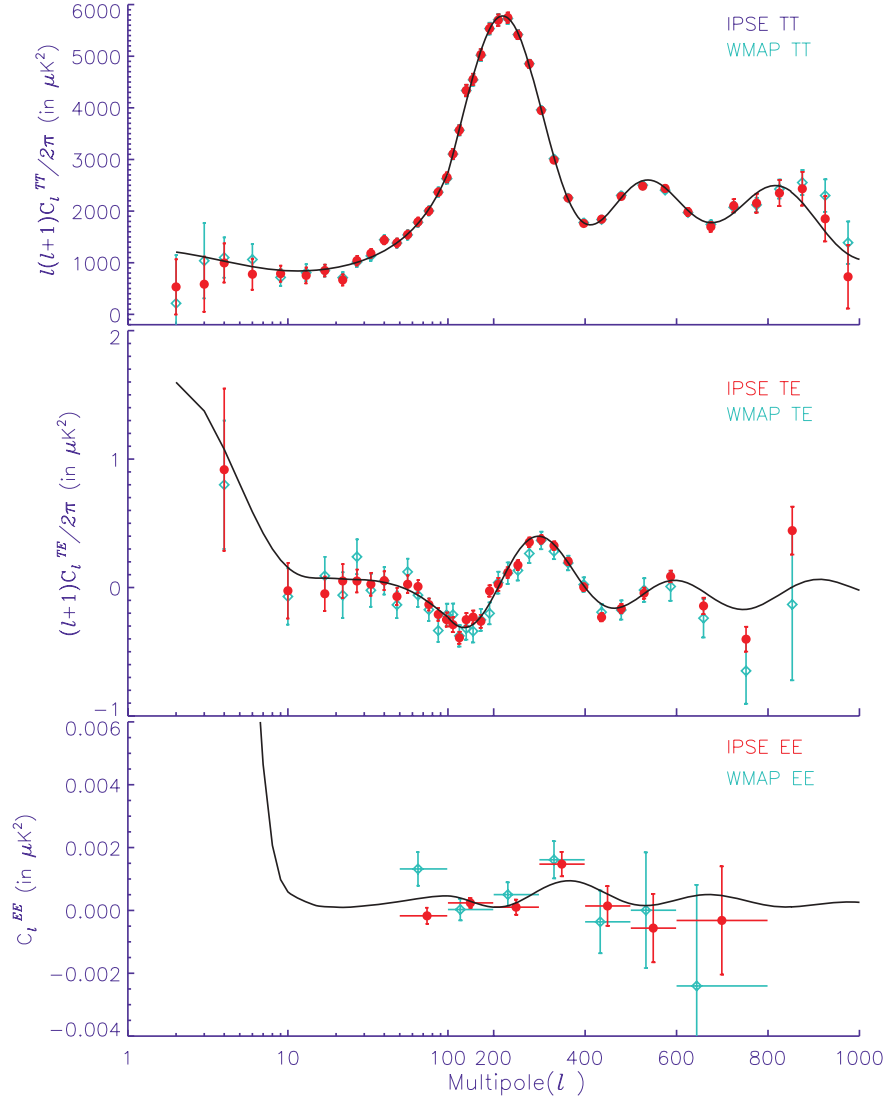 6000
5000
4000
3000
2000
1000
0
l(l+1)C_l^{TT}/2π (in μK²)
IPSE TT
WMAP TT
2
1
0
−1
(l+1)C_l^{TE}/2π (in μK²)
IPSE TE
WMAP TE
0.006
0.004
0.002
0.000
−0.002
−0.004
C_l^{EE} (in μK²)
IPSE EE
WMAP EE
1 10 100 200 400 600 800 1000
Multipole(l )